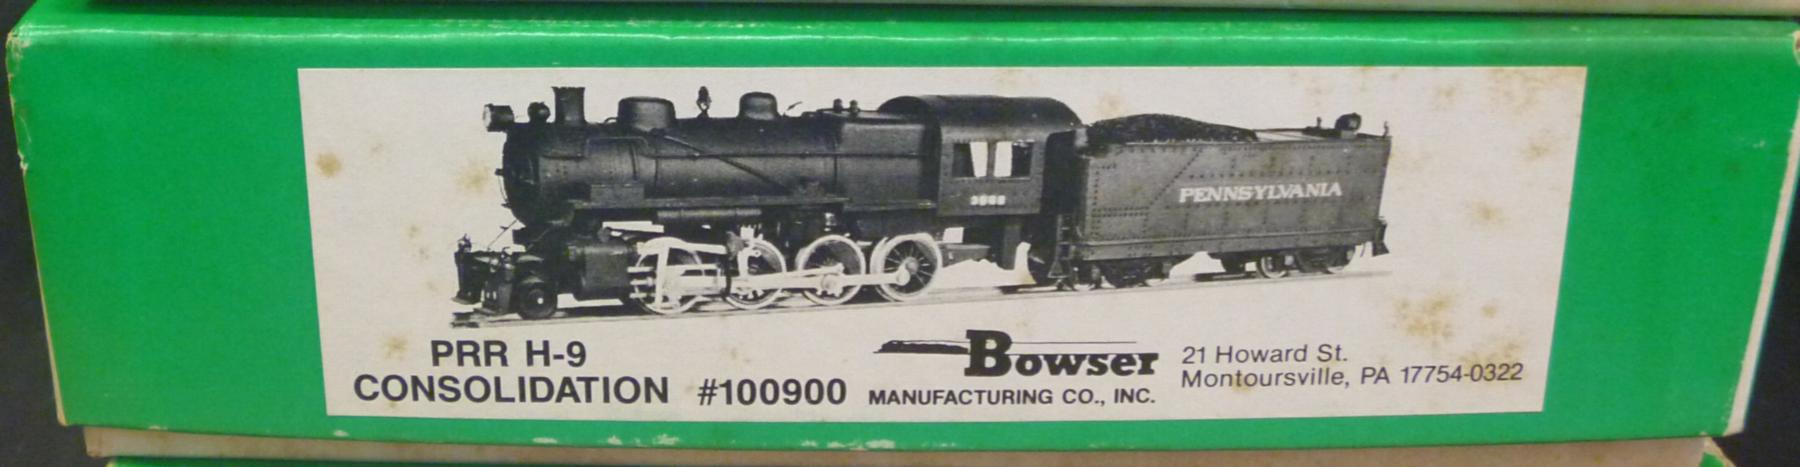 PENNSYLVANIA
PRR H-9
CONSOLIDATION #100900
Bowser
MANUFACTURING CO., INC.
21 Howard St.
Montoursville, PA 17754-0322